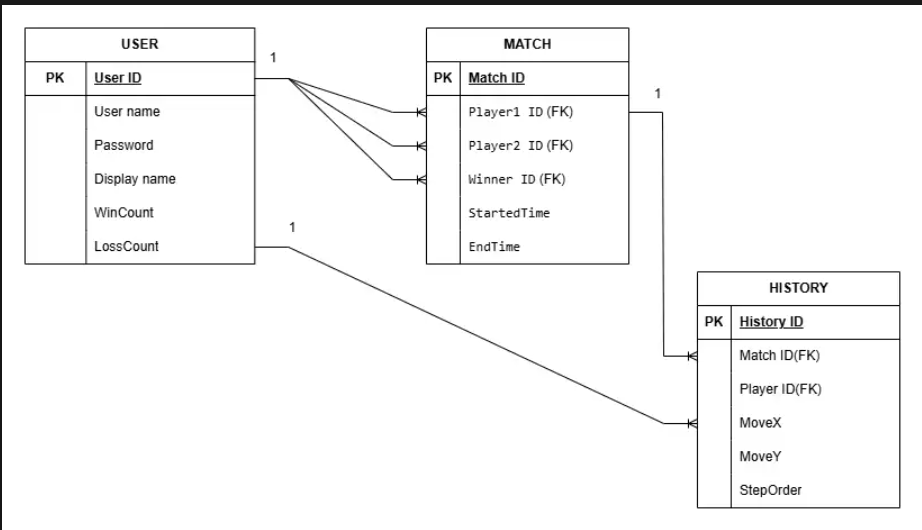 USER
PK User ID
User name
Password
Display name
WinCount
LossCount
1
1
MATCH
PK Match ID
Player1 ID (FK)
Player2 ID (FK)
Winner ID (FK)
StartedTime
EndTime
1
HISTORY
PK History ID
Match ID(FK)
Player ID(FK)
MoveX
MoveY
StepOrder